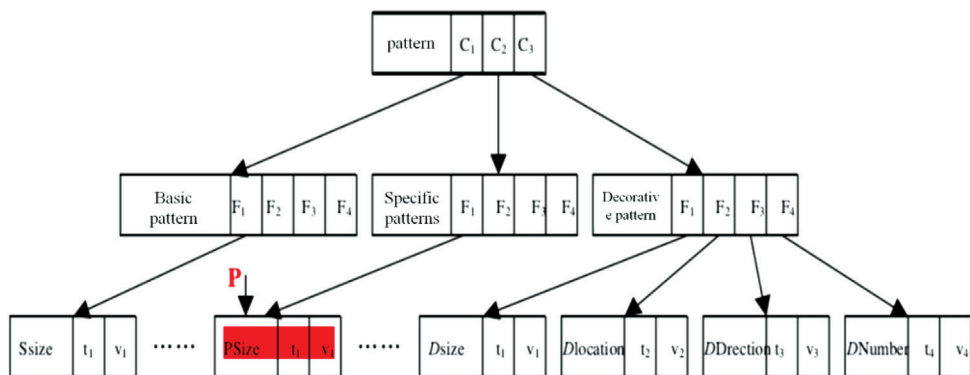 pattern C₁ C₂ C₃
Basic pattern F₁ F₂ F₃ F₄
Specific patterns F₁ F₂ F₃ F₄
Decorativ e pattern F₁ F₂ F₃ F₄
P
Ssize t₁ v₁ ...... PSize t₁ v₁ ...... Dsize t₁ v₁ Dlocation t₂ v₂ DDrection t₃ v₃ DNumber t₄ v₄